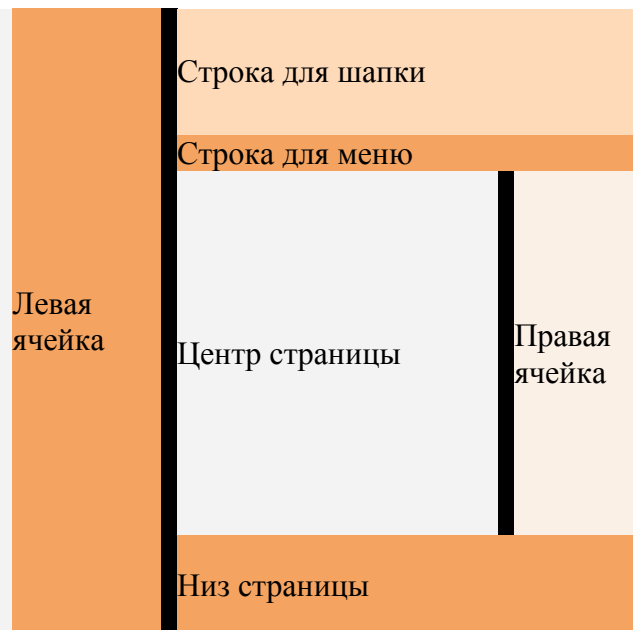 Строка для шапки
Строка для меню
Левая
ячейка
Центр страницы
Правая
ячейка
Низ страницы